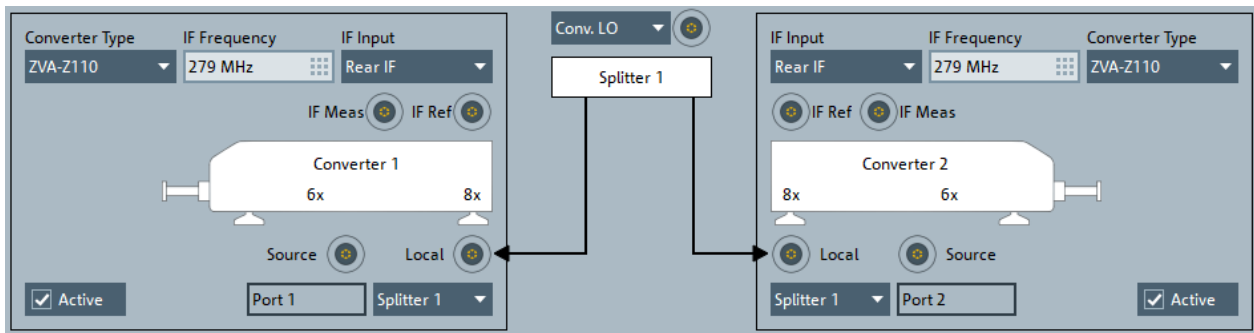 Converter Type IF Frequency IF Input
ZVA-Z110 279 MHz Rear IF
IF Meas IF Ref
Converter 1
6x 8x
Source Local
Active Port 1 Splitter 1
Conv. LO
Splitter 1
IF Input IF Frequency Converter Type
Rear IF 279 MHz ZVA-Z110
IF Ref IF Meas
Converter 2
8x 6x
Local Source
Splitter 1 Port 2 Active